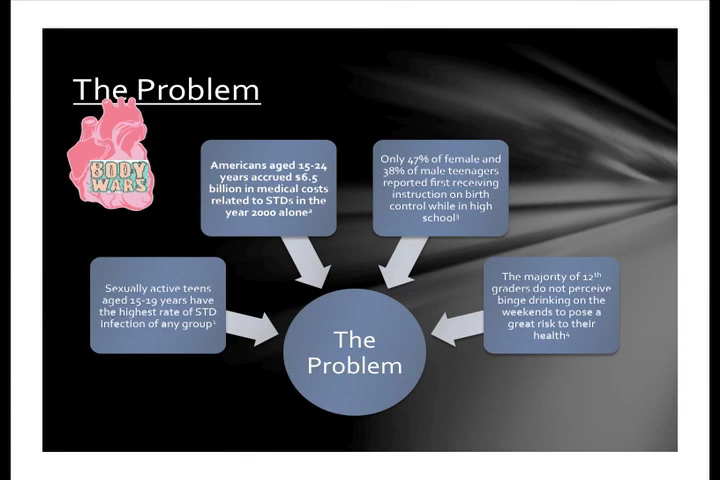 The Problem
BODY
WARS
Americans aged 15-24
years accrued $6.5
billion in medical costs
related to STDs in the
year 2000 alone²
Only 47% of female and
38% of male teenagers
reported first receiving
instruction on birth
control while in high
school³
Sexually active teens
aged 15-19 years have
the highest rate of STD
infection of any group¹
The majority of 12th
graders do not perceive
binge drinking on the
weekends to pose a
great risk to their
health⁴
The
Problem